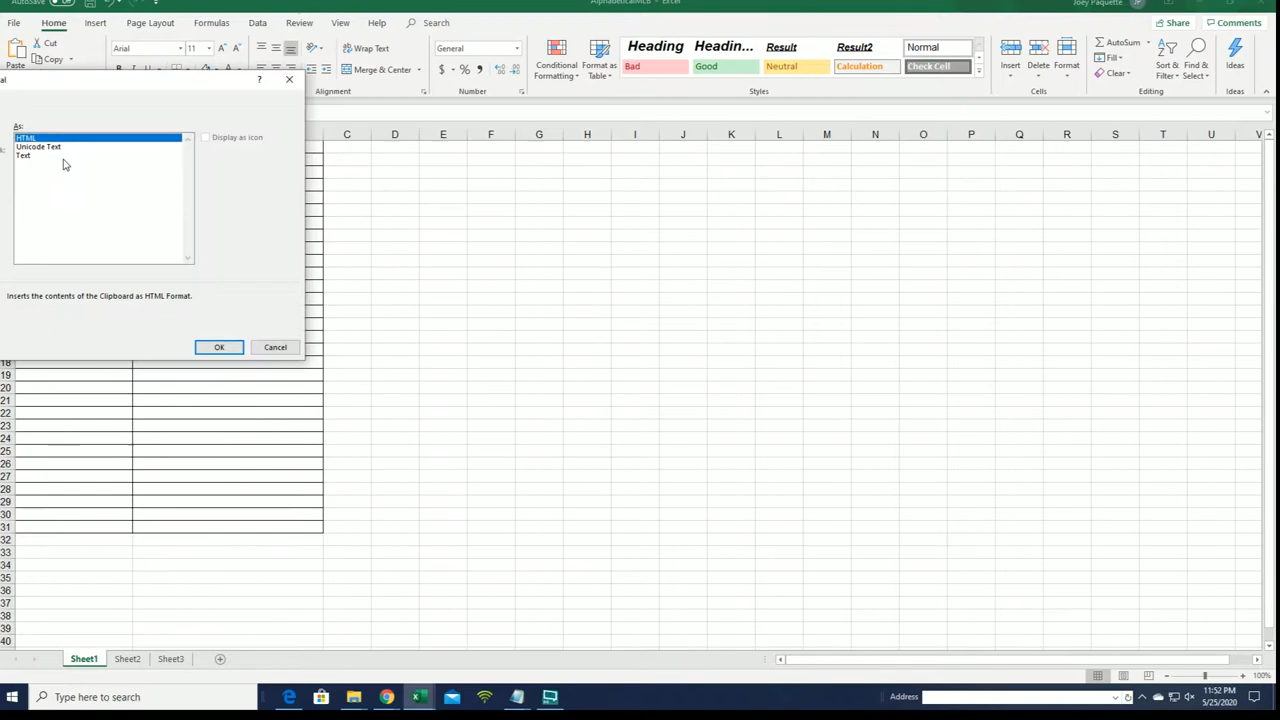 AutoSave
AlphabeticalMLB - Excel
Joey Paquette
JP
File Home Insert Page Layout Formulas Data Review View Help Search
Share Comments
Paste
Cut
Copy
Arial 11
Wrap Text
Merge & Center
General
$ % ,
Conditional Formatting
Format as Table
Heading Headin... Result Result2 Normal
Bad Good Neutral Calculation Check Cell
Insert Delete Format
AutoSum
Fill
Clear
Sort & Filter
Find & Select
Ideas
Alignment Number Styles Cells Editing Ideas
al ? ×
As:
HTML
Unicode Text
Text
Display as icon
Inserts the contents of the Clipboard as HTML Format.
OK Cancel
C D E F G H I J K L M N O P Q R S T U V
18
19
20
21
22
23
24
25
26
27
28
29
30
31
32
33
34
35
36
37
38
39
40
Sheet1 Sheet2 Sheet3
100%
Type here to search
Address
11:52 PM
5/25/2020